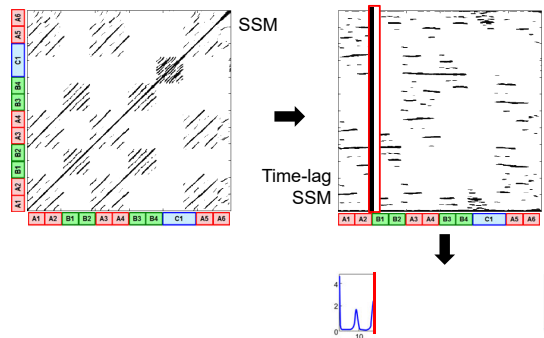 A6
A5
C1
B4
B3
A4
A3
B2
B1
A2
A1
A1 A2 B1 B2 A3 A4 B3 B4 C1 A5 A6
SSM
Time-lag
SSM
A1 A2 B1 B2 A3 A4 B3 B4 C1 A5 A6
4
2
0
10